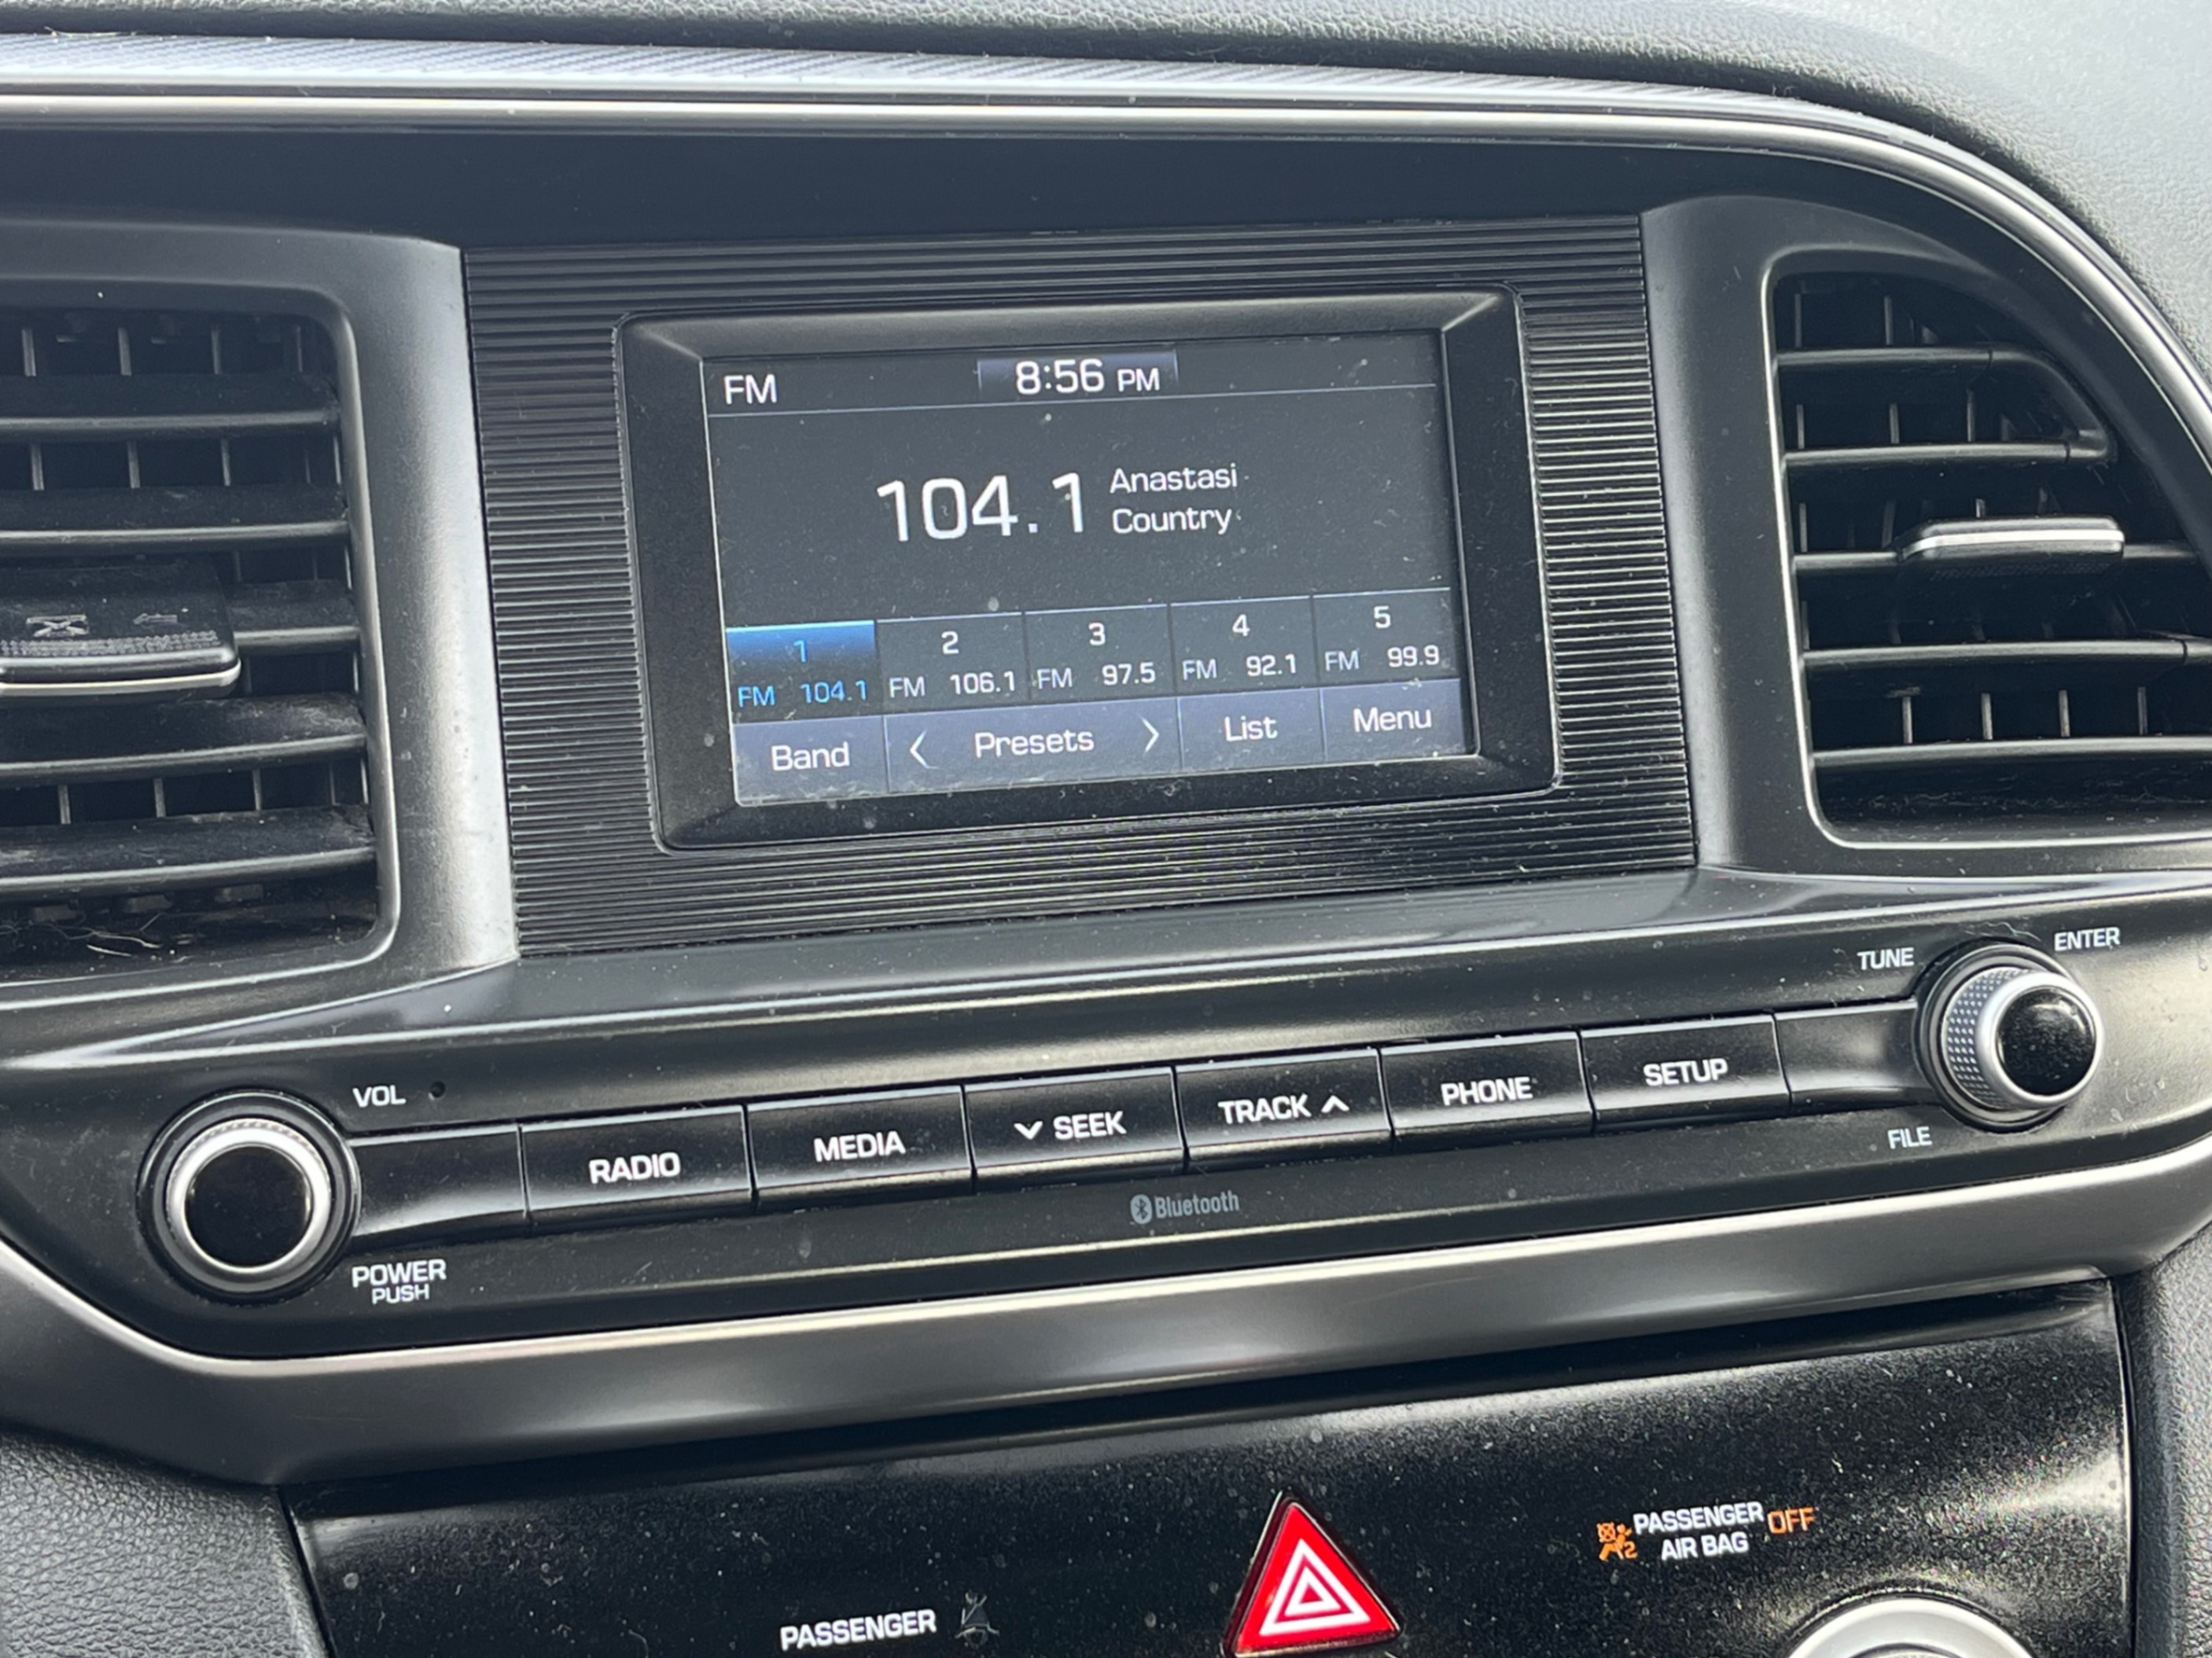 FM 8:56 PM
104.1 Anastasi
Country
1 2 3 4 5
FM 104.1 FM 106.1 FM 97.5 FM 92.1 FM 99.9
Band < Presets > List Menu
TUNE ENTER
VOL RADIO MEDIA SEEK TRACK PHONE SETUP
FILE
Bluetooth
POWER
PUSH
PASSENGER OFF
AIR BAG
2
PASSENGER